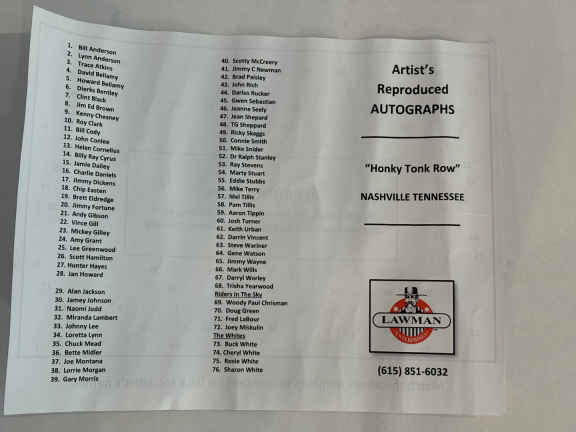 1. Bill Anderson
2. Lynn Anderson
3. Trace Atkins
4. David Bellamy
5. Howard Bellamy
6. Dierks Bentley
7. Clint Black
8. Jim Ed Brown
9. Kenny Chesney
10. Roy Clark
11. Bill Cody
12. John Conlee
13. Helen Cornelius
14. Billy Ray Cyrus
15. Jamie Dailey
16. Charlie Daniels
17. Jimmy Dickens
18. Chip Easten
19. Bret Eldredge
20. Jimmy Fortune
21. Andy Gibson
22. Vince Gill
23. Mickey Gilley
24. Amy Grant
25. Lee Greenwood
26. Scott Hamilton
27. Hunter Hayes
28. Jan Howard
29. Alan Jackson
30. Jamey Johnson
31. Naomi Judd
32. Miranda Lambert
33. Johnny Lee
34. Loretta Lynn
35. Chuck Mead
36. Bette Midler
37. Joe Montana
38. Lorrie Morgan
39. Gary Morris
40. Scotty McCreery
41. Jimmy C Newman
42. Brad Paisley
43. John Rich
44. Darius Rucker
45. Gwen Sebastian
46. Jeanne Seely
47. Jean Shepard
48. TG Sheppard
49. Ricky Skaggs
50. Connie Smith
51. Mike Snider
52. Dr Ralph Stanley
53. Ray Stevens
54. Marty Stuart
55. Eddie Stubbs
56. Mike Terry
57. Mel Tillis
58. Pam Tillis
59. Aaron Tippin
60. Josh Turner
61. Keith Urban
62. Darrin Vincent
63. Steve Wariner
64. Gene Watson
65. Jimmy Wayne
66. Mark Wills
67. Darryl Worley
68. Trisha Yearwood
Riders In The Sky
69. Woody Paul Chrisman
70. Doug Green
71. Fred LaBour
72. Joey Miskulin
The Whites
73. Buck White
74. Cheryl White
75. Rosie White
76. Sharon White
Artist's
Reproduced
AUTOGRAPHS
"Honky Tonk Row"
NASHVILLE TENNESSEE
LAWMAN
(615) 851-6032